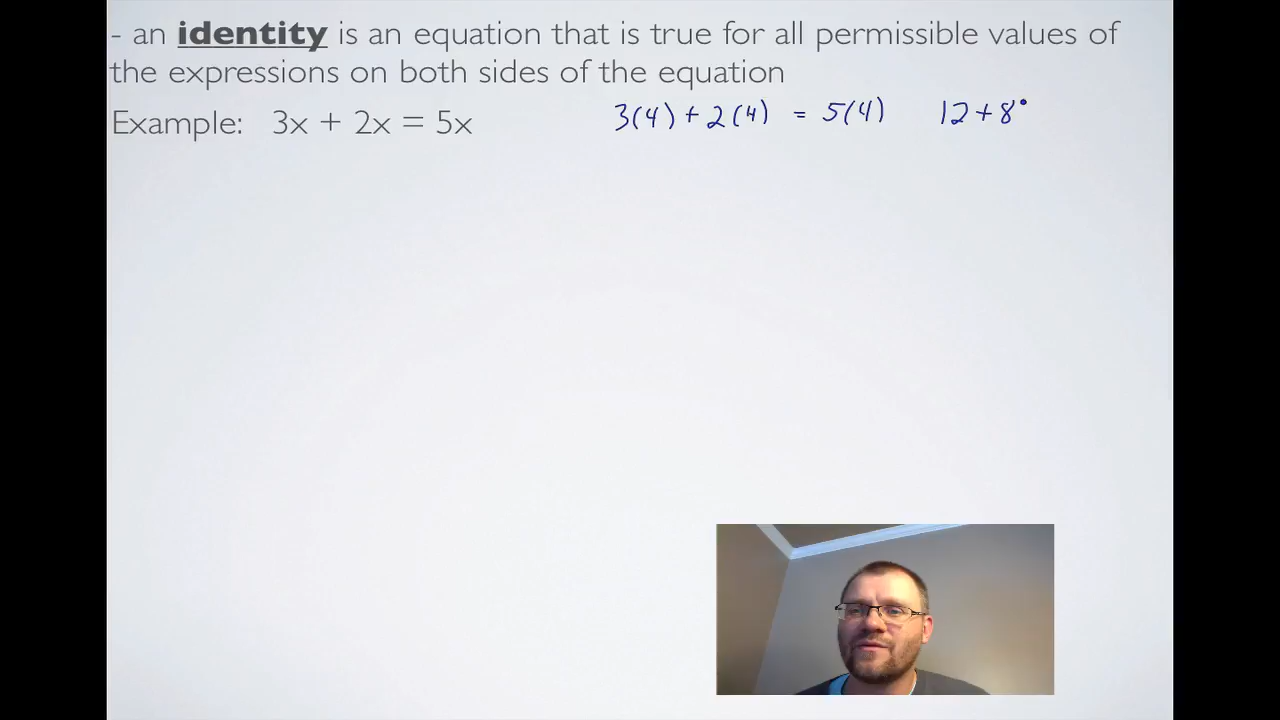 - an identity is an equation that is true for all permissible values of
the expressions on both sides of the equation
Example: 3x + 2x = 5x 3(4) + 2(4) = 5(4) 12 + 8